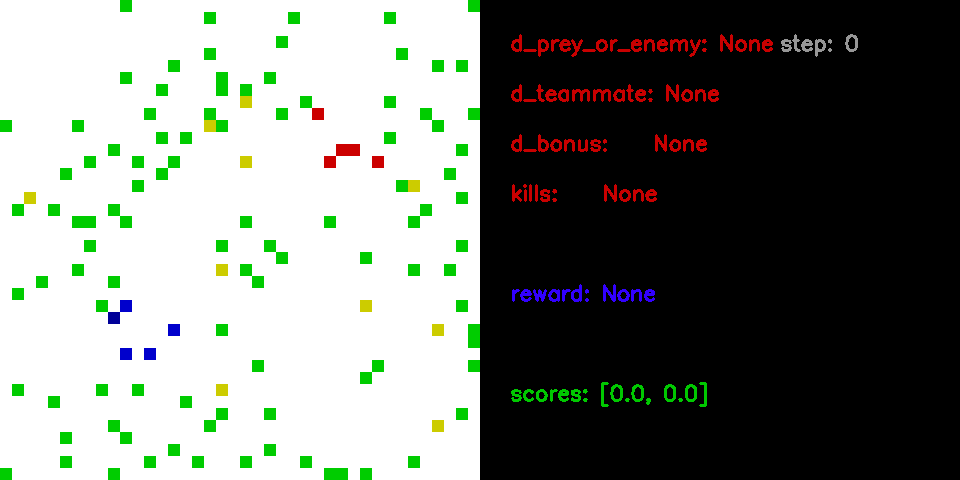 d_prey_or_enemy: None step: 0
d_teammate: None
d_bonus: None
kills: None
reward: None
scores: [0.0, 0.0]